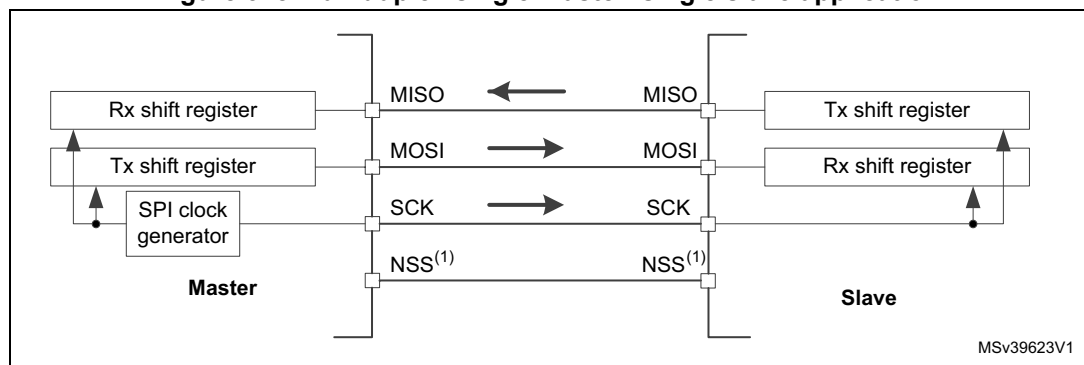 MISO
MISO
Rx shift register
Tx shift register
MOSI
MOSI
Tx shift register
Rx shift register
SPI clock
generator
SCK
SCK
NSS(1)
NSS(1)
Master
Slave
MSv39623V1